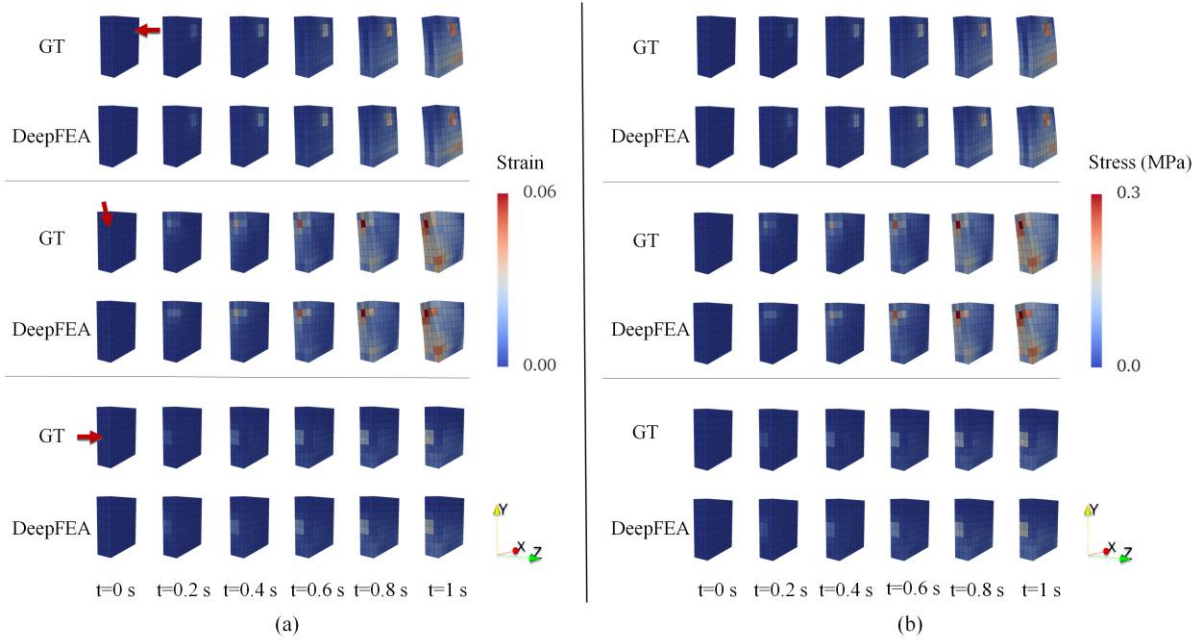 GT
DeepFEA
GT
DeepFEA
GT
DeepFEA
Strain
0.06
0.00
Y
X
Z
t=0 s t=0.2 s t=0.4 s t=0.6 s t=0.8 s t=1 s
(a)
GT
DeepFEA
GT
DeepFEA
GT
DeepFEA
Stress (MPa)
0.3
0.0
Y
X
Z
t=0 s t=0.2 s t=0.4 s t=0.6 s t=0.8 s t=1 s
(b)